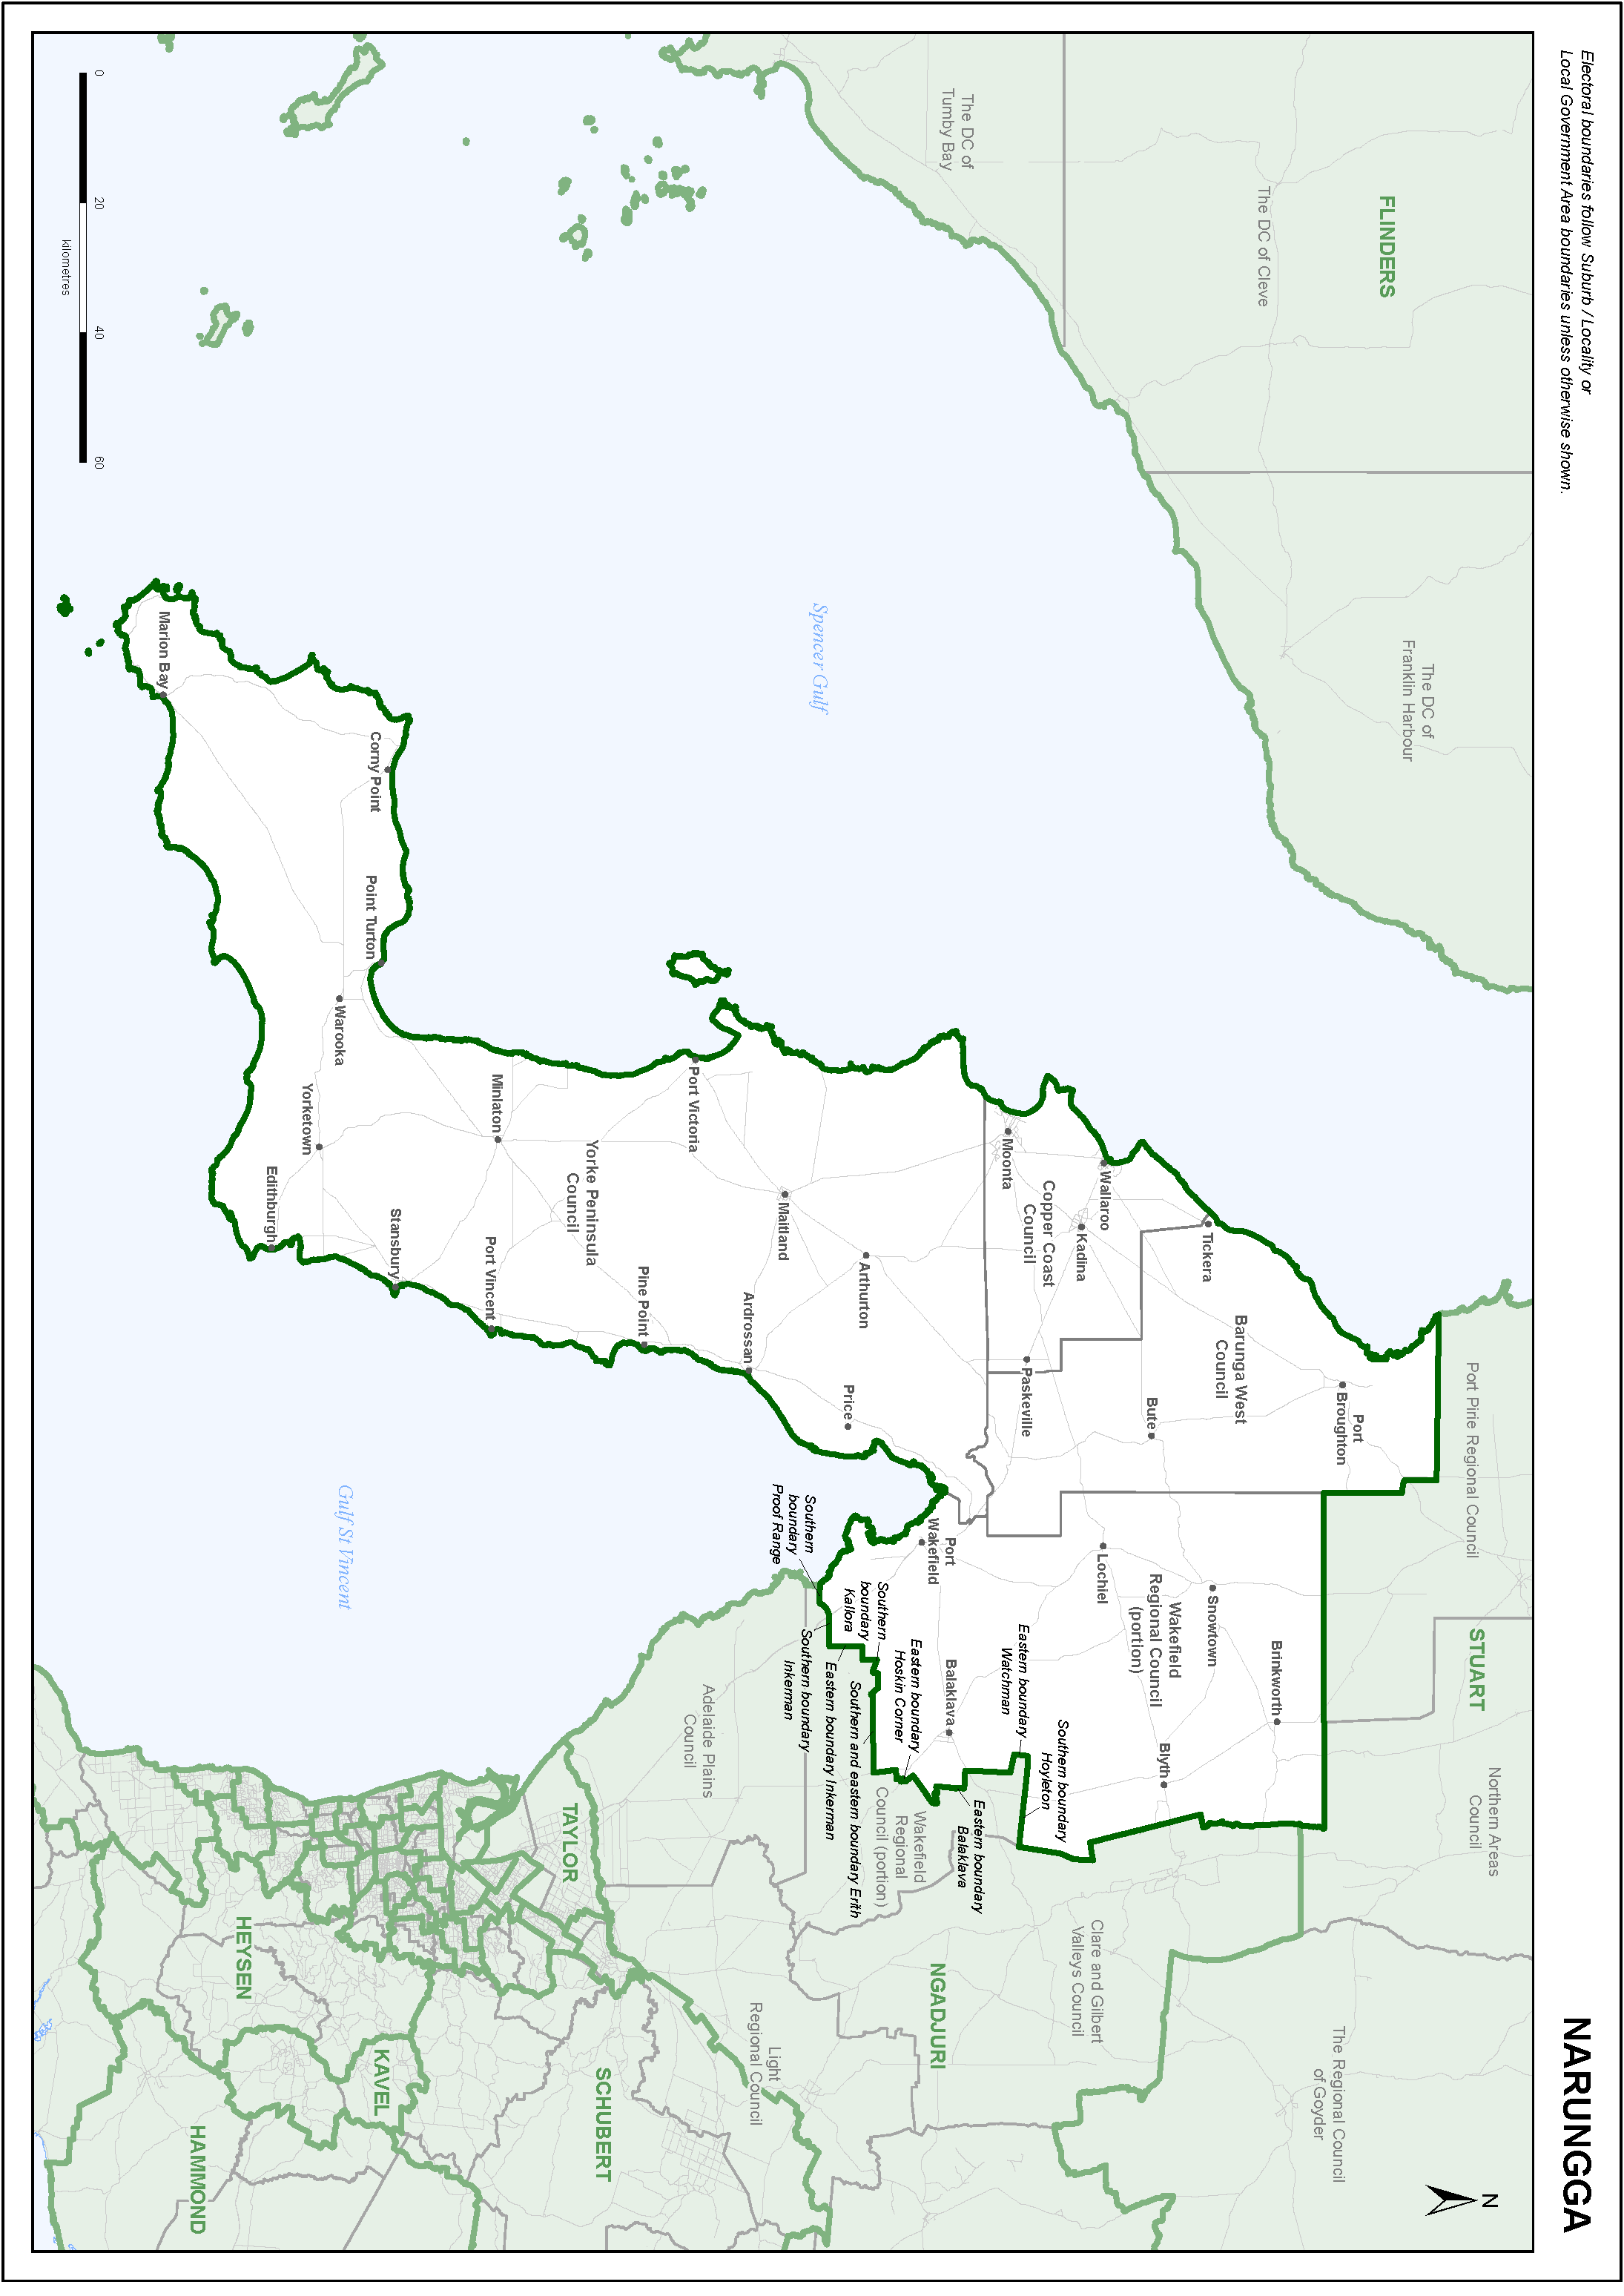 NARUNGGA
Electoral boundaries follow Suburb / Locality or
Local Government Area boundaries unless otherwise shown.
N
FLINDERS
The DC of Cleve
The DC of
Tumby Bay
The DC of
Franklin Harbour
Port Pirie Regional Council
STUART
Northern Areas
Council
The Regional Council
of Goyder
Port
Broughton
Brinkworth
Barunga West
Council
Tickera
Snowtown
Bute
Wakefield
Regional Council
(portion)
Blyth
Wallaroo
Kadina
Lochiel
Copper Coast
Council
Moonta
Paskeville
Clare and Gilbert
Valleys Council
Southern boundary
Hoyleton
Eastern boundary
Watchman
Eastern boundary
Balaklava
Port
Wakefield
Balaklava
NGADJURI
Eastern boundary
Hoskin Corner
Wakefield
Regional
Council (portion)
Southern
boundary
Kallora
Southern and eastern boundary Erith
Eastern boundary Inkerman
Southern boundary
Inkerman
Southern
boundary
Proof Range
Spencer Gulf
Arthurton
Price
Maitland
Ardrossan
Port Victoria
Pine Point
Yorke Peninsula
Council
Minlaton
Port Vincent
Adelaide Plains
Council
Light
Regional Council
SCHUBERT
TAYLOR
Corny Point
Point Turton
Warooka
Yorketown
Stansbury
Edithburgh
Marion Bay
Gulf St Vincent
KAVEL
HEYSEN
HAMMOND
0
20
40
60
kilometres